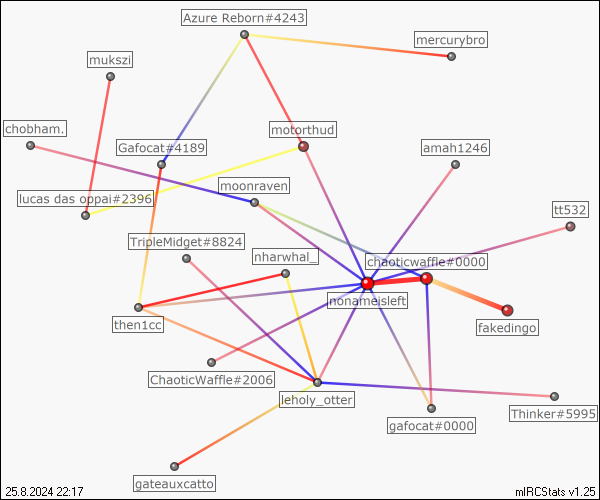 Azure Reborn#4243
mercurybro
mukszi
chobham.
motorthud
Gafocat#4189
amah1246
moonraven
lucas das oppai#2396
tt532
TripleMidget#8824
nharwhal_
chaoticwaffle#0000
nonameisleft
then1cc
fakedingo
ChaoticWaffle#2006
leholy_otter
Thinker#5995
gafocat#0000
gateauxcatto
25.8.2024 22:17
mIRCStats v1.25